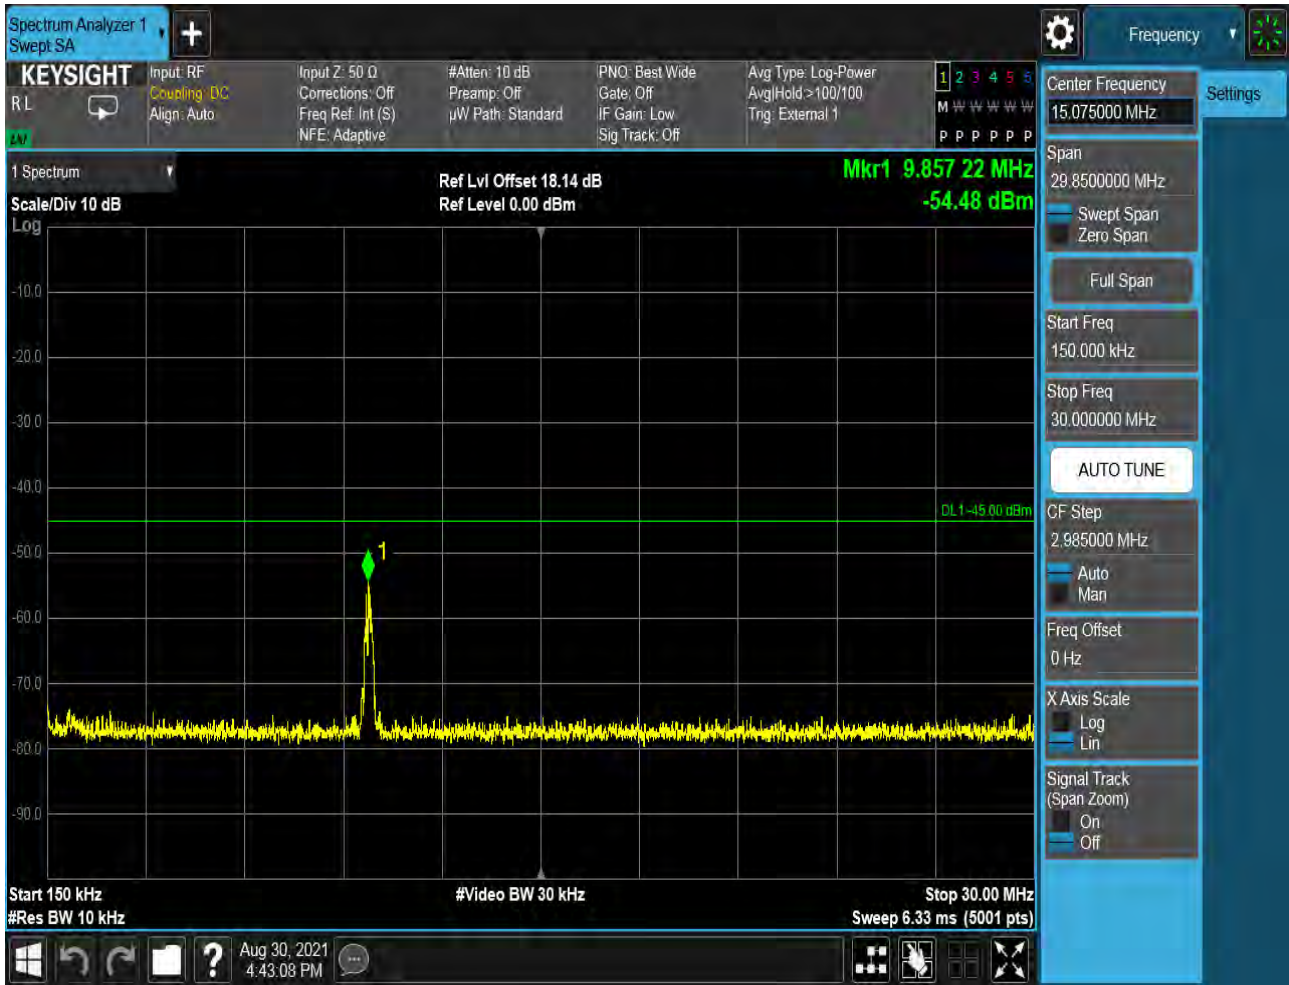 Spectrum Analyzer 1
Swept SA
Frequency
KEYSIGHT
RL
LNI
Input: RF
Coupling: DC
Align: Auto
Input Z: 50 Ω
Corrections: Off
Freq Ref: Int (S)
NFE: Adaptive
#Atten: 10 dB
Preamp: Off
µW Path: Standard
PNO: Best Wide
Gate: Off
IF Gain: Low
Sig Track: Off
Avg Type: Log-Power
Avg|Hold:>100/100
Trig: External 1
1 2 3 4 5 6
M W W W W W
P P P P P P
Center Frequency
15.075000 MHz
Settings
1 Spectrum
Scale/Div 10 dB
Log
Ref Lvl Offset 18.14 dB
Ref Level 0.00 dBm
Mkr1 9.857 22 MHz
-54.48 dBm
-10.0
-20.0
-30.0
-40.0
-50.0
-60.0
-70.0
-80.0
-90.0
DL1 -45.00 dBm
1
Start 150 kHz
#Res BW 10 kHz
#Video BW 30 kHz
Stop 30.00 MHz
Sweep 6.33 ms (5001 pts)
Span
29.8500000 MHz
Swept Span
Zero Span
Full Span
Start Freq
150.000 kHz
Stop Freq
30.000000 MHz
AUTO TUNE
CF Step
2.985000 MHz
Auto
Man
Freq Offset
0 Hz
X Axis Scale
Log
Lin
Signal Track
(Span Zoom)
On
Off
?
Aug 30, 2021
4:43:08 PM